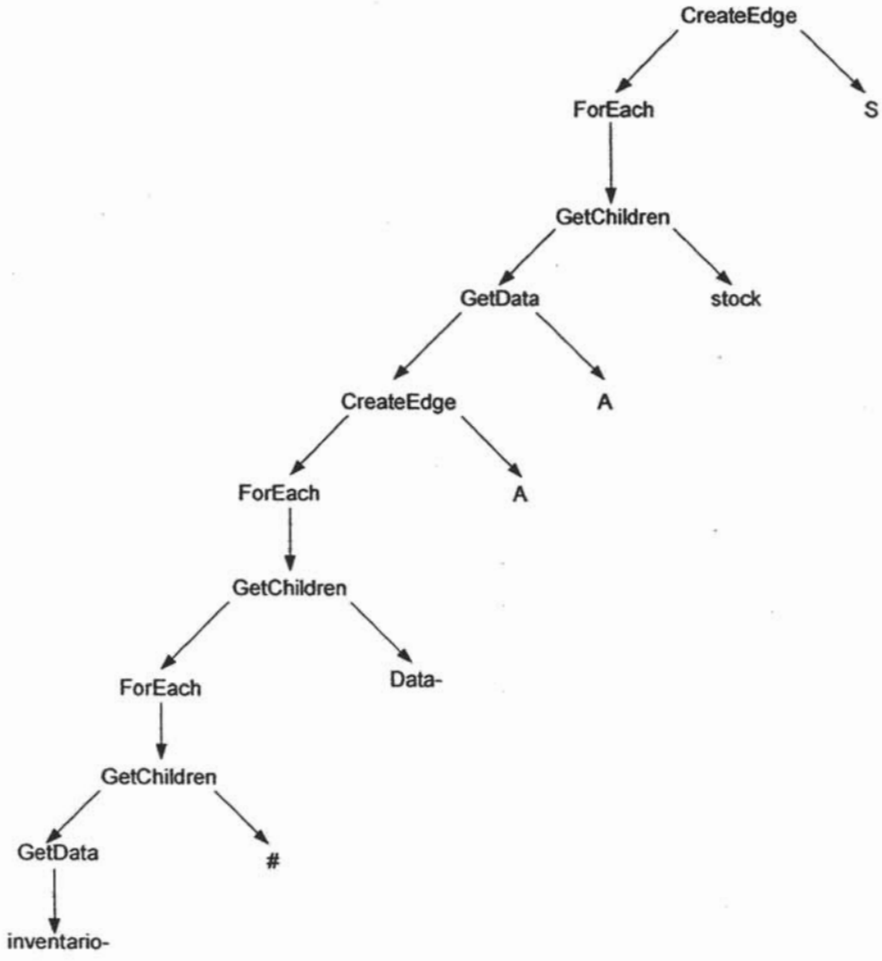 CreateEdge
ForEach
S
GetChildren
GetData
stock
CreateEdge
A
ForEach
A
GetChildren
ForEach
Data-
GetChildren
GetData
#
inventario-